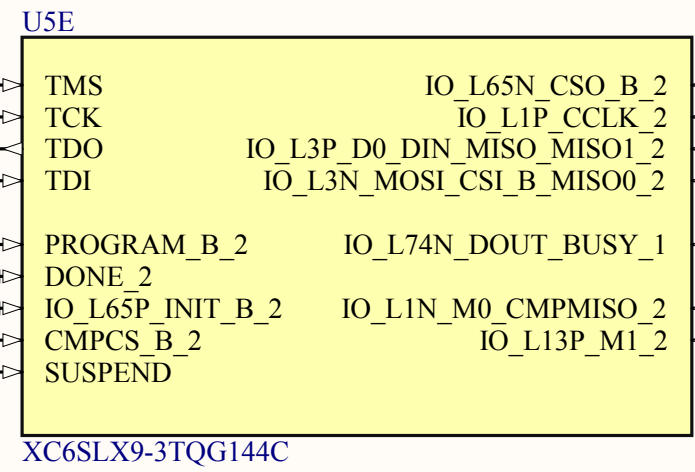 U5E
TMS IO_L65N_CSO_B_2
TCK IO_L1P_CCLK_2
TDO IO_L3P_D0_DIN_MISO_MISO1_2
TDI IO_L3N_MOSI_CSI_B_MISO0_2
PROGRAM_B_2 IO_L74N_DOUT_BUSY_1
DONE_2
IO_L65P_INIT_B_2 IO_L1N_M0_CMPMISO_2
CMPCS_B_2 IO_L13P_M1_2
SUSPEND
XC6SLX9-3TQG144C